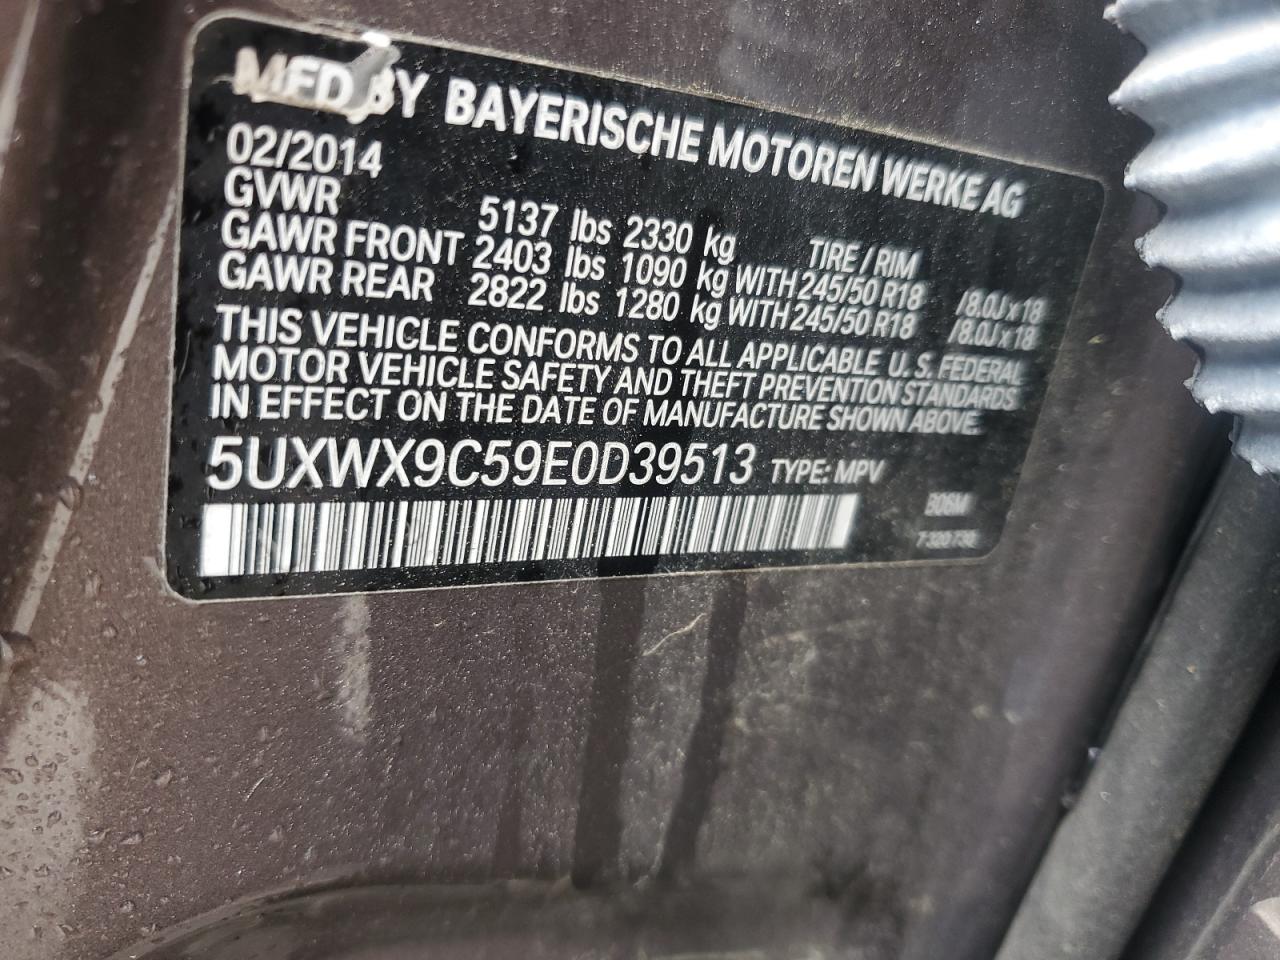 MFD BY BAYERISCHE MOTOREN WERKE AG
02/2014
GVWR 5137 lbs 2330 kg TIRE / RIM
GAWR FRONT 2403 lbs 1090 kg WITH 245/50 R18 /8.0J x 18
GAWR REAR 2822 lbs 1280 kg WITH 245/50 R18 /8.0J x 18
THIS VEHICLE CONFORMS TO ALL APPLICABLE U. S. FEDERAL
MOTOR VEHICLE SAFETY AND THEFT PREVENTION STANDARDS
IN EFFECT ON THE DATE OF MANUFACTURE SHOWN ABOVE.
5UXWX9C59E0D39513 TYPE: MPV
B06M
7 320 730